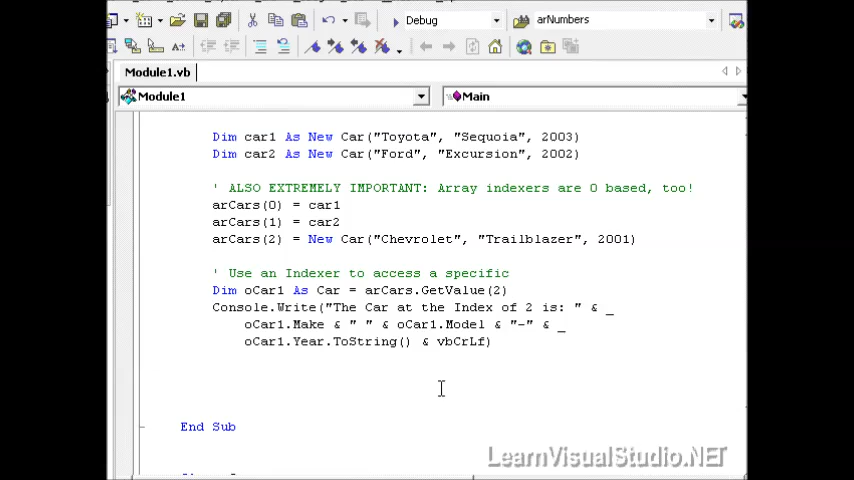 Debug
arNumbers
Module1.vb
Module1
Main
Dim car1 As New Car("Toyota", "Sequoia", 2003)
Dim car2 As New Car("Ford", "Excursion", 2002)
' ALSO EXTREMELY IMPORTANT: Array indexers are 0 based, too!
arCars(0) = car1
arCars(1) = car2
arCars(2) = New Car("Chevrolet", "Trailblazer", 2001)
' Use an Indexer to access a specific
Dim oCar1 As Car = arCars.GetValue(2)
Console.Write("The Car at the Index of 2 is: " & _
oCar1.Make & " " & oCar1.Model & "-" & _
oCar1.Year.ToString() & vbCrLf)
End Sub
LearnVisualStudio.NET